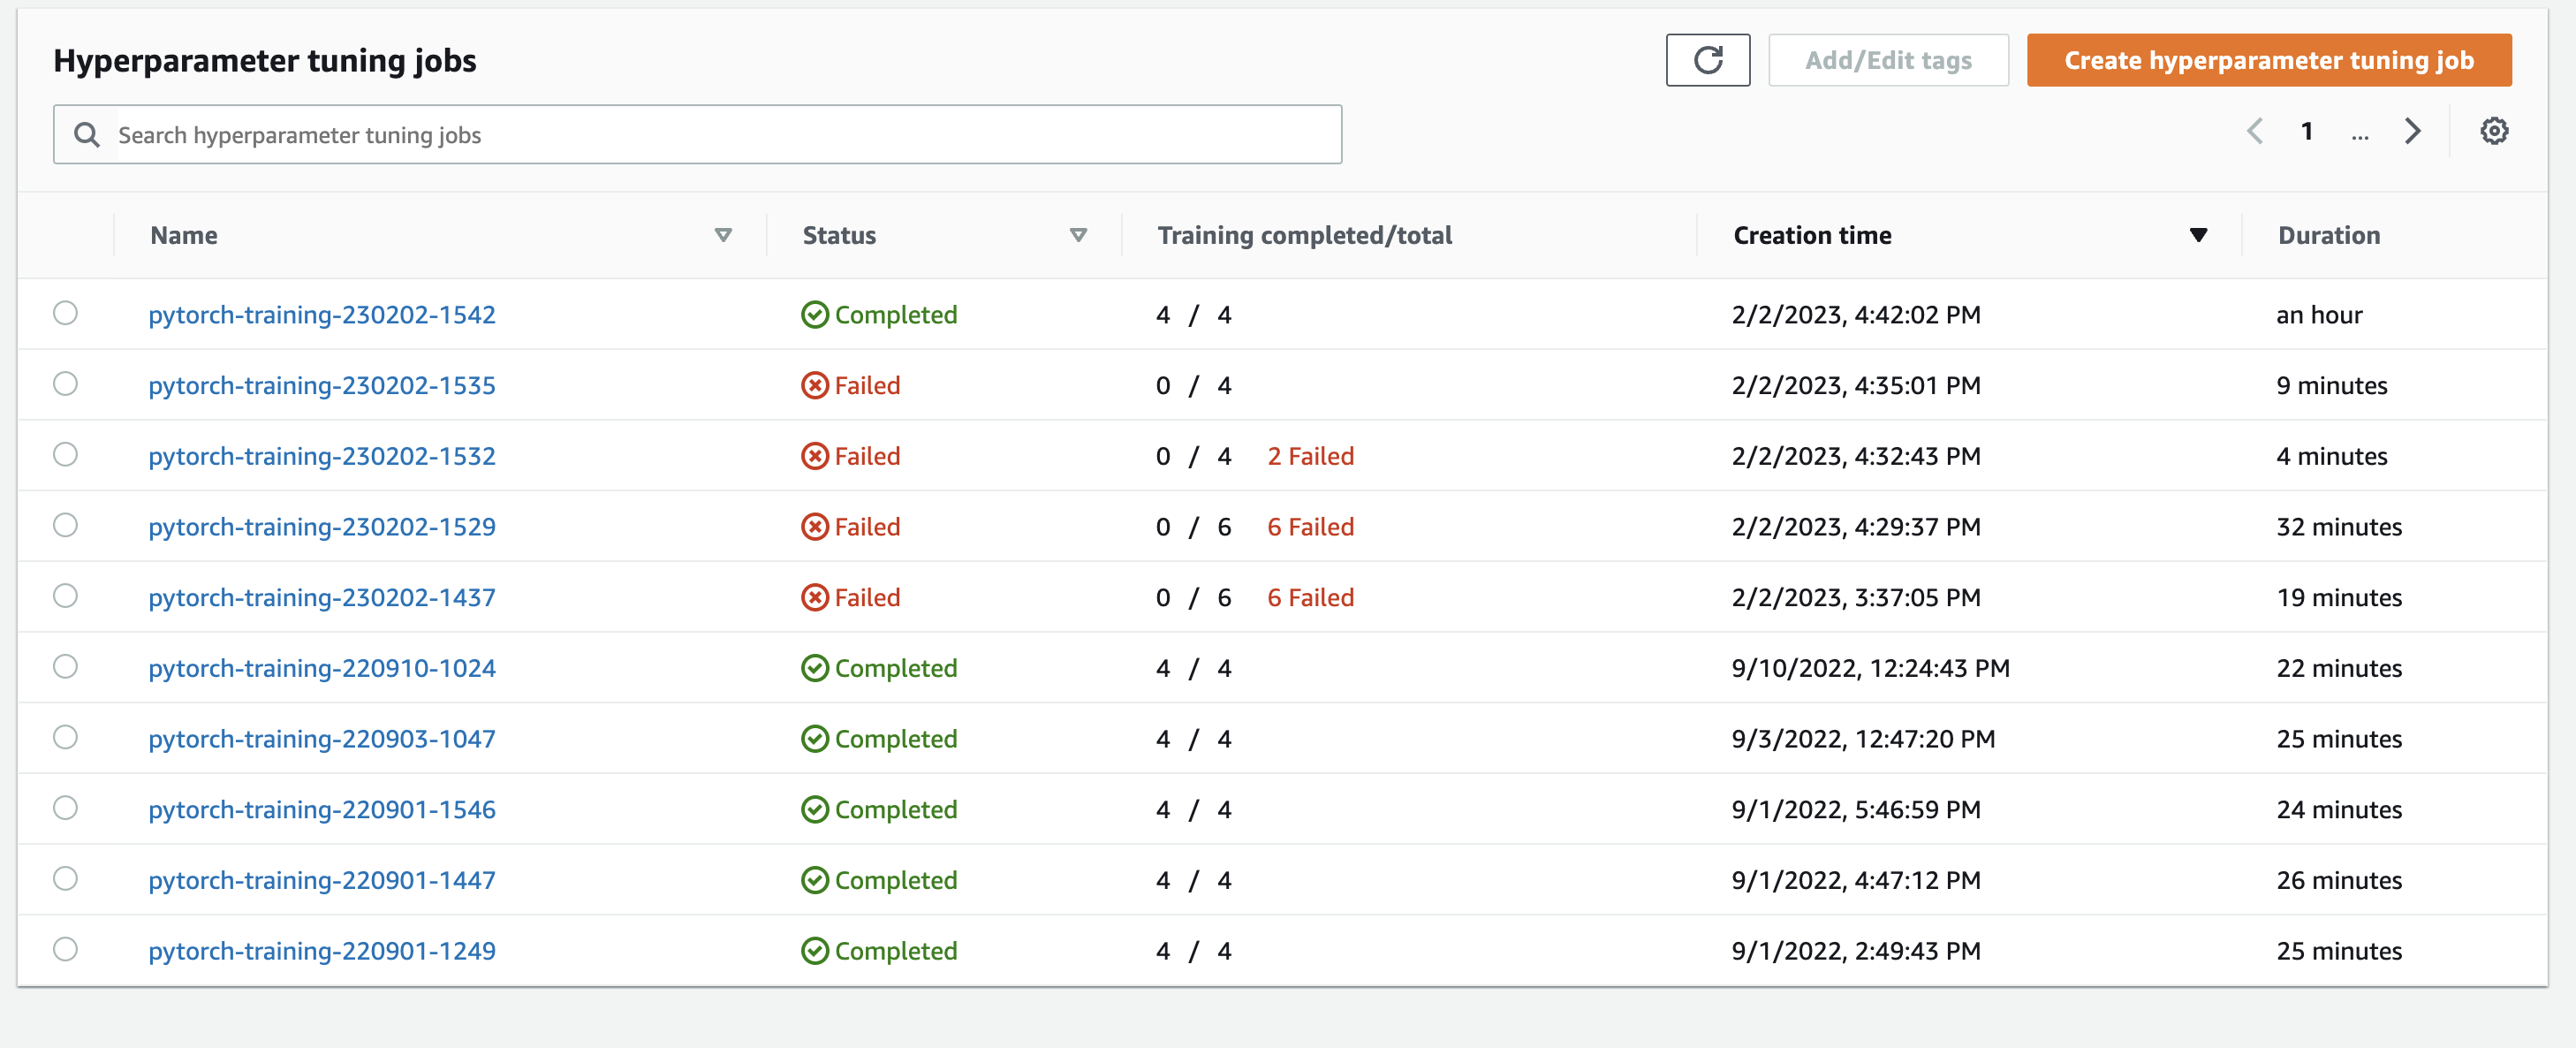 Hyperparameter tuning jobs
Add/Edit tags
Create hyperparameter tuning job
Search hyperparameter tuning jobs
1 ...
Name Status Training completed/total Creation time Duration
pytorch-training-230202-1542 Completed 4 / 4 2/2/2023, 4:42:02 PM an hour
pytorch-training-230202-1535 Failed 0 / 4 2/2/2023, 4:35:01 PM 9 minutes
pytorch-training-230202-1532 Failed 0 / 4 2 Failed 2/2/2023, 4:32:43 PM 4 minutes
pytorch-training-230202-1529 Failed 0 / 6 6 Failed 2/2/2023, 4:29:37 PM 32 minutes
pytorch-training-230202-1437 Failed 0 / 6 6 Failed 2/2/2023, 3:37:05 PM 19 minutes
pytorch-training-220910-1024 Completed 4 / 4 9/10/2022, 12:24:43 PM 22 minutes
pytorch-training-220903-1047 Completed 4 / 4 9/3/2022, 12:47:20 PM 25 minutes
pytorch-training-220901-1546 Completed 4 / 4 9/1/2022, 5:46:59 PM 24 minutes
pytorch-training-220901-1447 Completed 4 / 4 9/1/2022, 4:47:12 PM 26 minutes
pytorch-training-220901-1249 Completed 4 / 4 9/1/2022, 2:49:43 PM 25 minutes